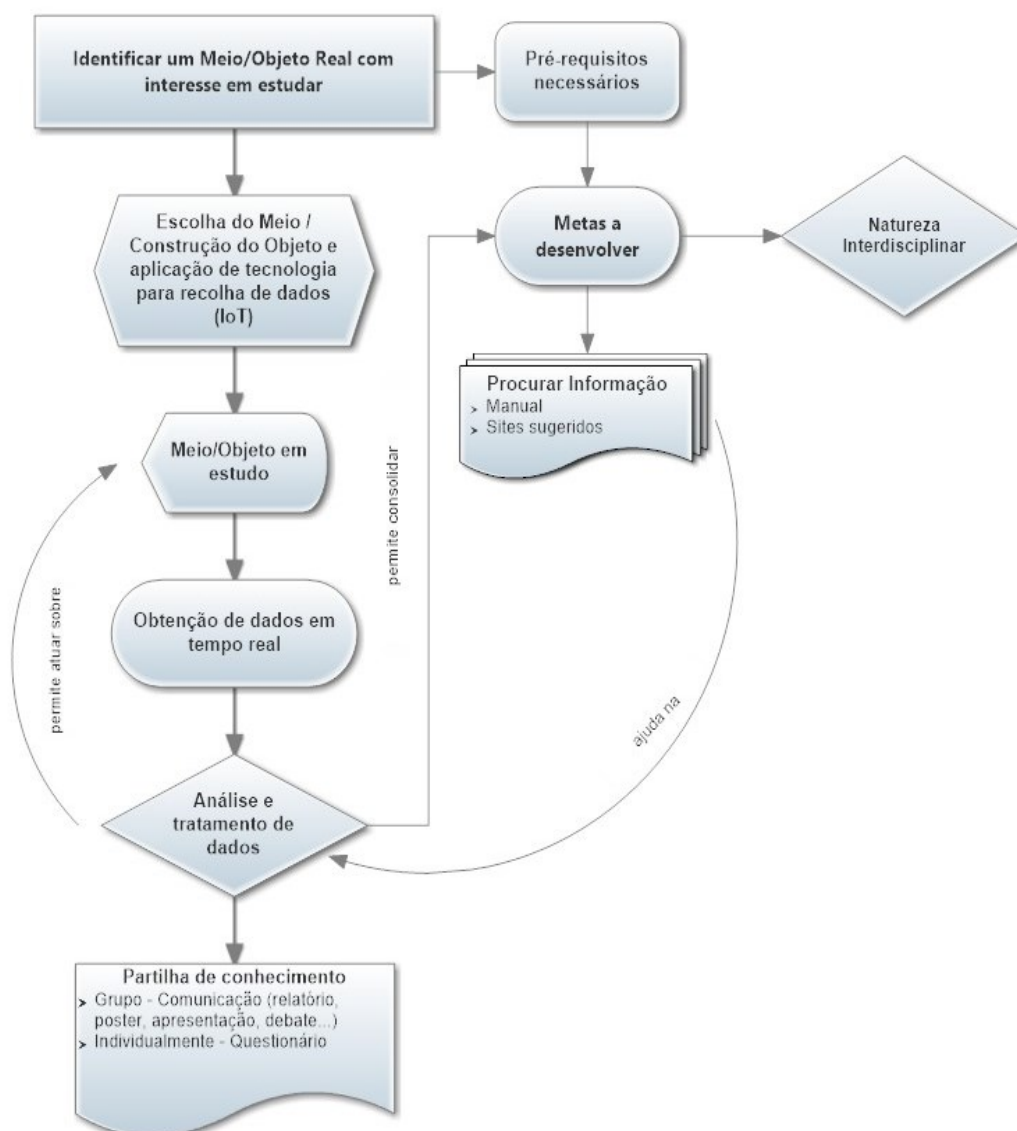 Identificar um Meio/Objeto Real com
interesse em estudar
Pré-requisitos
necessários
Escolha do Meio /
Construção do Objeto e
aplicação de tecnologia
para recolha de dados
(IoT)
Metas a
desenvolver
Natureza
Interdisciplinar
Procurar Informação
➤ Manual
➤ Sites sugeridos
Meio/Objeto em
estudo
permite consolidar
Obtenção de dados em
tempo real
permite atuar sobre
ajuda na
Análise e
tratamento de
dados
Partilha de conhecimento
➤ Grupo - Comunicação (relatório,
poster, apresentação, debate...)
➤ Individualmente - Questionário